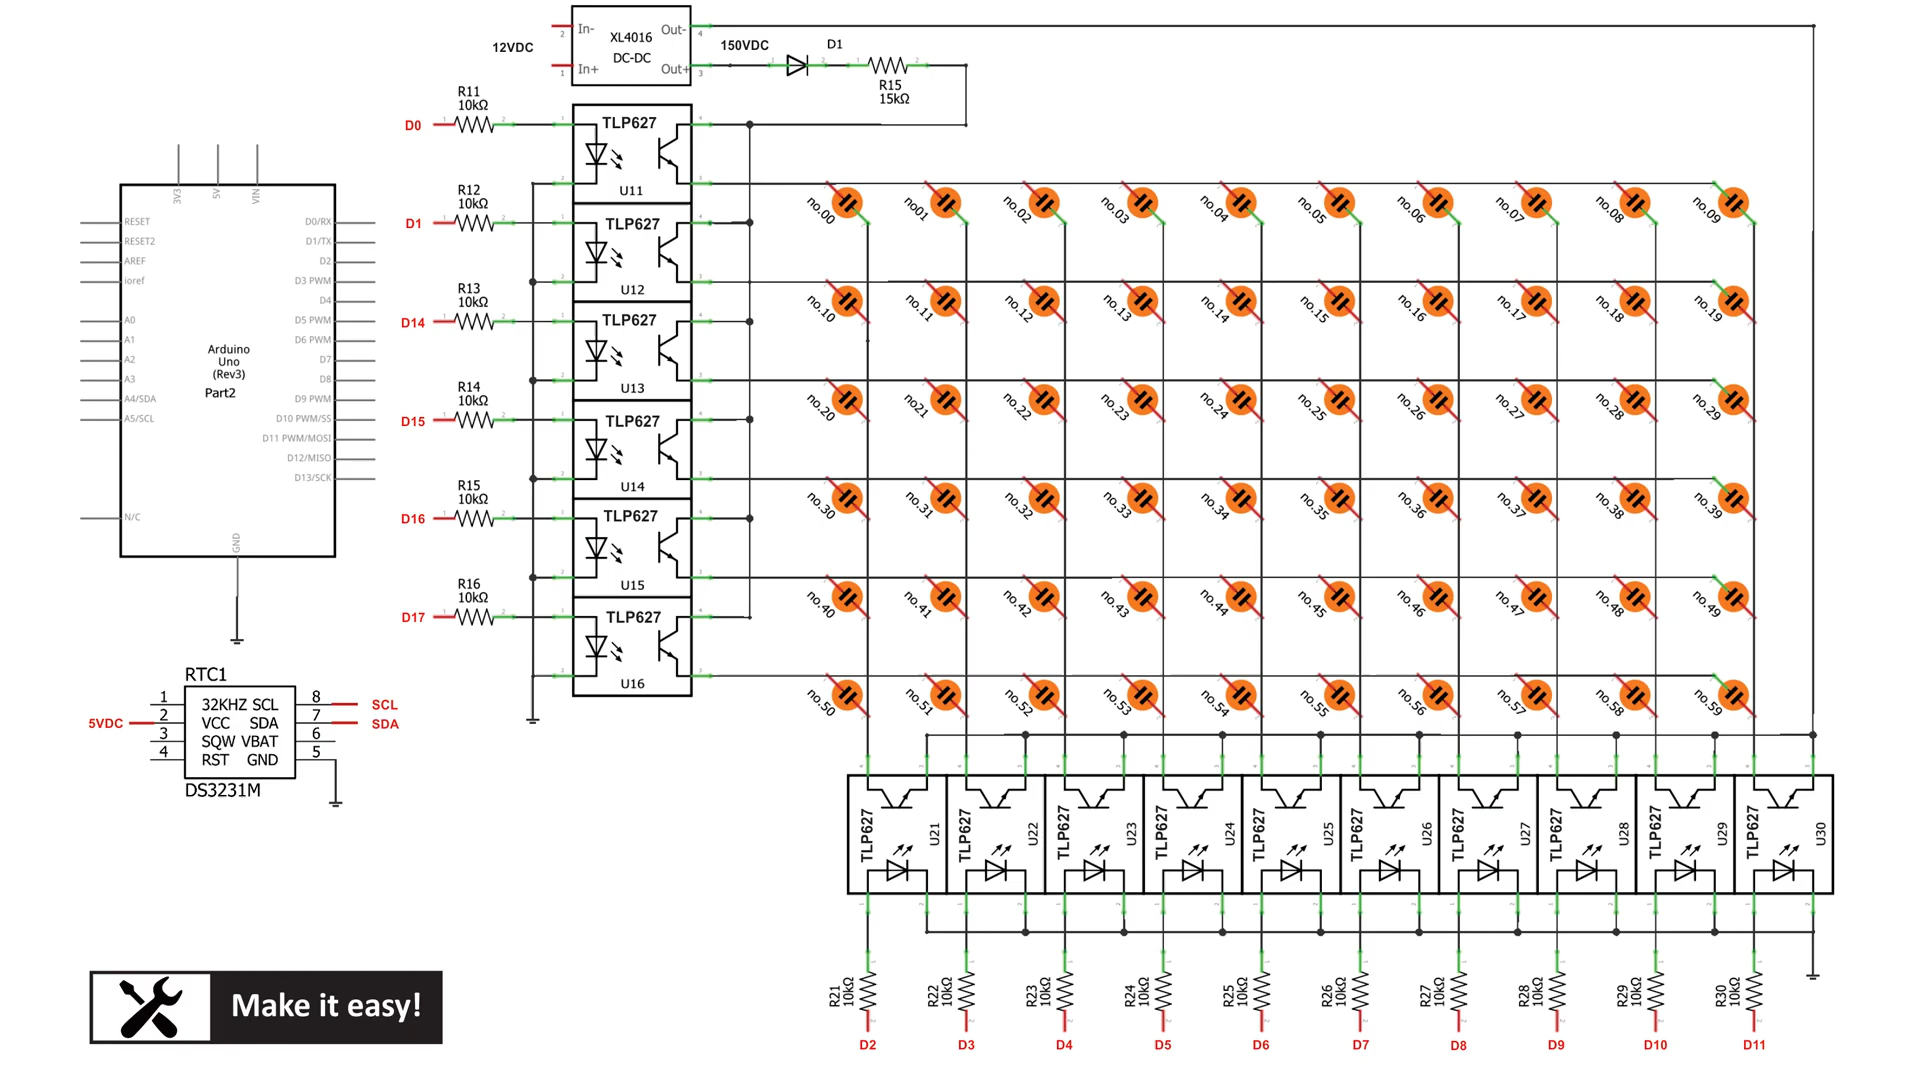 12VDC
2 In- Out- 4
XL4016
DC-DC
1 In+ Out+ 3
150VDC
D1
R15
15kΩ
R11
10kΩ
D0
TLP627
U11
R12
10kΩ
D1
TLP627
U12
R13
10kΩ
D14
TLP627
U13
R14
10kΩ
D15
TLP627
U14
R15
10kΩ
D16
TLP627
U15
R16
10kΩ
D17
TLP627
U16
3V3 5V VIN
RESET D0/RX
RESET2 D1/TX
AREF D2
ioref D3 PWM
D4
A0 D5 PWM
A1 D6 PWM
A2 D7
A3 D8
A4/SDA D9 PWM
A5/SCL D10 PWM/SS
D11 PWM/MOSI
D12/MISO
D13/SCK
N/C
GND
Arduino
Uno
(Rev3)
Part2
no.00 no01 no.02 no.03 no.04 no.05 no.06 no.07 no.08 no.09
no.10 no.11 no.12 no.13 no.14 no.15 no.16 no.17 no.18 no.19
no.20 no21 no.22 no.23 no.24 no.25 no.26 no.27 no.28 no.29
no.30 no.31 no.32 no.33 no.34 no.35 no.36 no.37 no.38 no.39
no.40 no.41 no.42 no.43 no.44 no.45 no.46 no.47 no.48 no.49
no.50 no.51 no.52 no.53 no.54 no.55 no.56 no.57 no.58 no.59
RTC1
1 32KHZ SCL 8 SCL
5VDC 2 VCC SDA 7 SDA
3 SQW VBAT 6
4 RST GND 5
DS3231M
TLP627 U21 TLP627 U22 TLP627 U23 TLP627 U24 TLP627 U25 TLP627 U26 TLP627 U27 TLP627 U28 TLP627 U29 TLP627 U30
R21 10kΩ R22 10kΩ R23 10kΩ R24 10kΩ R25 10kΩ R26 10kΩ R27 10kΩ R28 10kΩ R29 10kΩ R30 10kΩ
D2 D3 D4 D5 D6 D7 D8 D9 D10 D11
Make it easy!